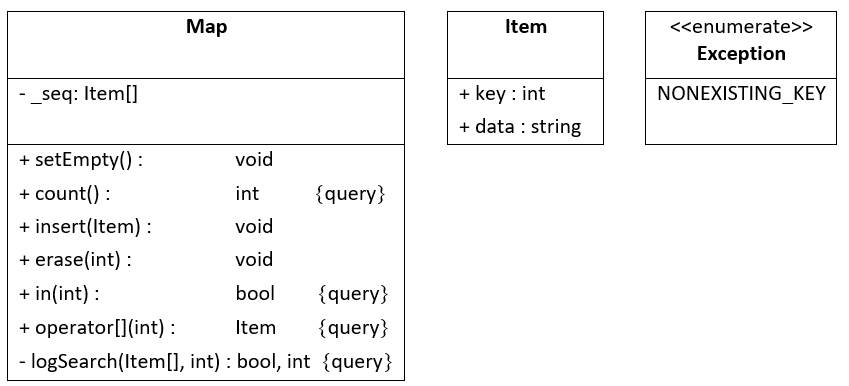 Map
- _seq: Item[]
+ setEmpty() : void
+ count() : int {query}
+ insert(Item) : void
+ erase(int) : void
+ in(int) : bool {query}
+ operator[](int) : Item {query}
- logSearch(Item[], int) : bool, int {query}
Item
+ key : int
+ data : string
<<enumerate>>
Exception
NONEXISTING_KEY